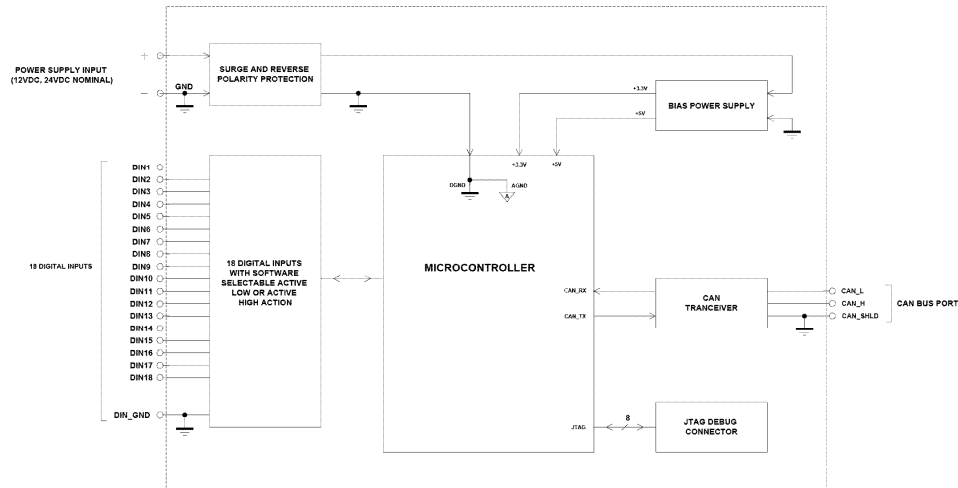 +
POWER SUPPLY INPUT
(12VDC, 24VDC NOMINAL)
–
GND
SURGE AND REVERSE
POLARITY PROTECTION
+3.3V
+5V
BIAS POWER SUPPLY
18 DIGITAL INPUTS
DIN1
DIN2
DIN3
DIN4
DIN5
DIN6
DIN7
DIN8
DIN9
DIN10
DIN11
DIN12
DIN13
DIN14
DIN15
DIN16
DIN17
DIN18
DIN_GND
18 DIGITAL INPUTS
WITH SOFTWARE
SELECTABLE ACTIVE
LOW OR ACTIVE
HIGH ACTION
+3.3V
+5V
DGND
AGND
A
MICROCONTROLLER
CAN_RX
CAN_TX
JTAG
8
CAN
TRANCEIVER
CAN_L
CAN_H
CAN_SHLD
CAN BUS PORT
JTAG DEBUG
CONNECTOR